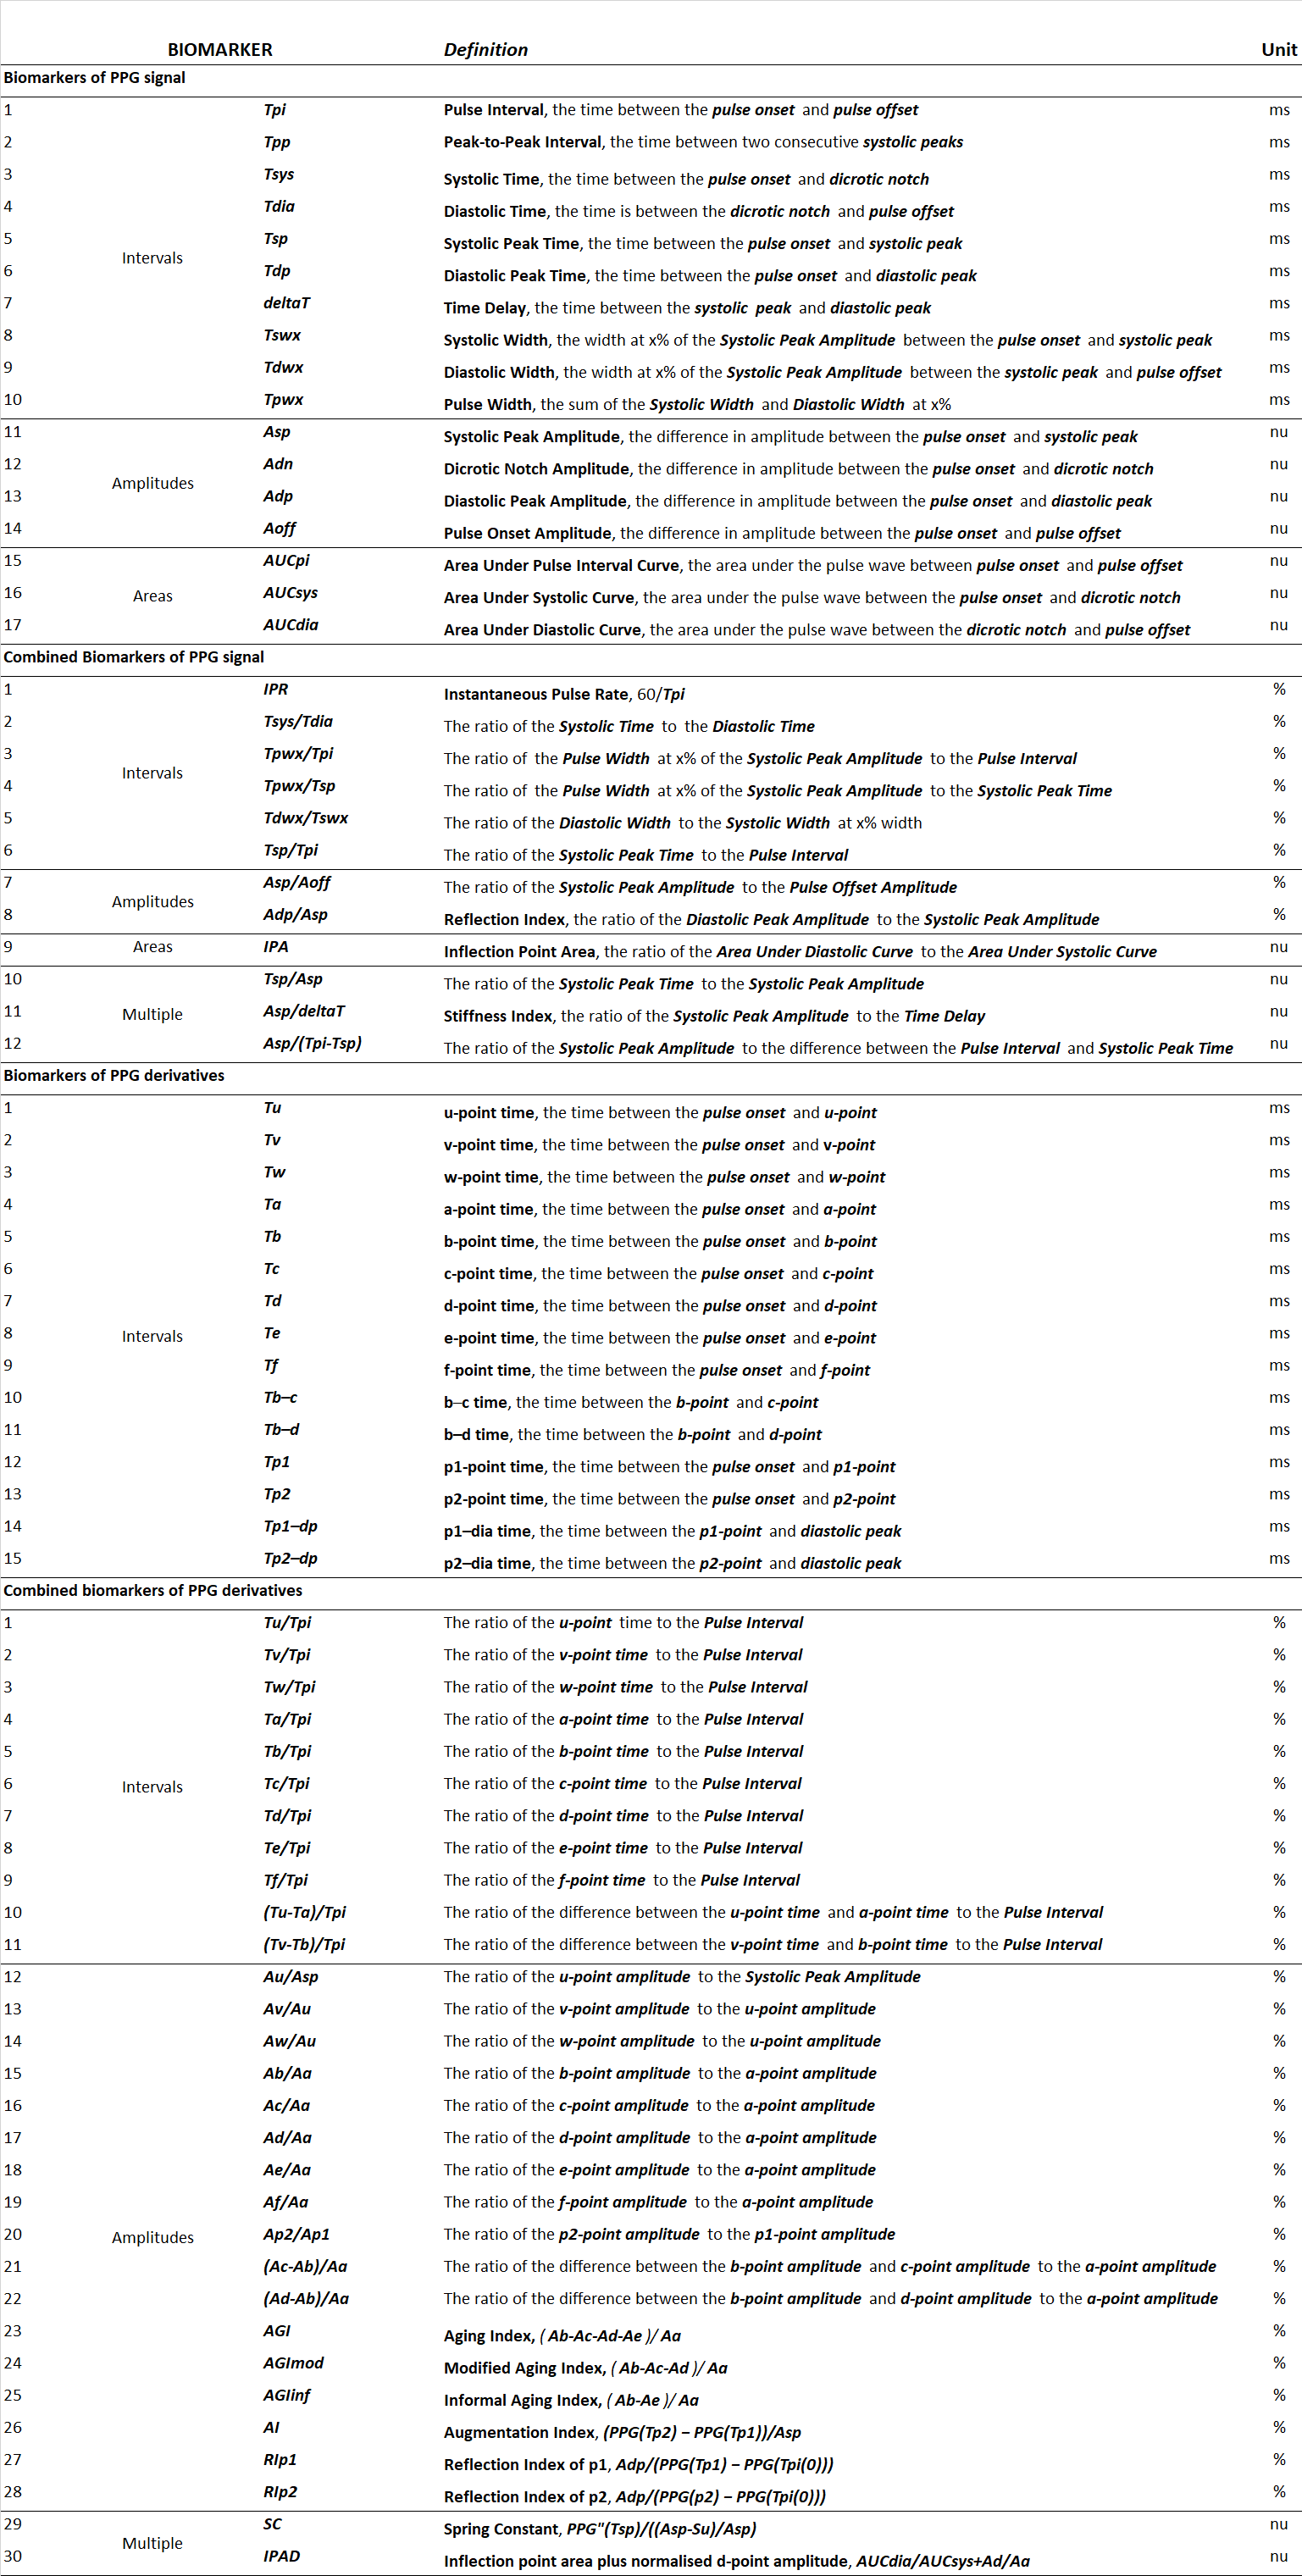 BIOMARKER Definition Unit
Biomarkers of PPG signal
1 Tpi Pulse Interval, the time between the pulse onset and pulse offset ms
2 Tpp Peak-to-Peak Interval, the time between two consecutive systolic peaks ms
3 Tsys Systolic Time, the time between the pulse onset and dicrotic notch ms
4 Tdia Diastolic Time, the time is between the dicrotic notch and pulse offset ms
5 Tsp Systolic Peak Time, the time between the pulse onset and systolic peak ms
Intervals
6 Tdp Diastolic Peak Time, the time between the pulse onset and diastolic peak ms
7 deltaT Time Delay, the time between the systolic peak and diastolic peak ms
8 Tswx Systolic Width, the width at x% of the Systolic Peak Amplitude between the pulse onset and systolic peak ms
9 Tdwx Diastolic Width, the width at x% of the Systolic Peak Amplitude between the systolic peak and pulse offset ms
10 Tpwx Pulse Width, the sum of the Systolic Width and Diastolic Width at x% ms
11 Asp Systolic Peak Amplitude, the difference in amplitude between the pulse onset and systolic peak nu
12 Adn Dicrotic Notch Amplitude, the difference in amplitude between the pulse onset and dicrotic notch nu
Amplitudes
13 Adp Diastolic Peak Amplitude, the difference in amplitude between the pulse onset and diastolic peak nu
14 Aoff Pulse Onset Amplitude, the difference in amplitude between the pulse onset and pulse offset nu
15 AUCpi Area Under Pulse Interval Curve, the area under the pulse wave between pulse onset and pulse offset nu
16 Areas AUCsys Area Under Systolic Curve, the area under the pulse wave between the pulse onset and dicrotic notch nu
17 AUCdia Area Under Diastolic Curve, the area under the pulse wave between the dicrotic notch and pulse offset nu
Combined Biomarkers of PPG signal
1 IPR Instantaneous Pulse Rate, 60/Tpi %
2 Tsys/Tdia The ratio of the Systolic Time to the Diastolic Time %
3 Tpwx/Tpi The ratio of the Pulse Width at x% of the Systolic Peak Amplitude to the Pulse Interval %
Intervals
4 Tpwx/Tsp The ratio of the Pulse Width at x% of the Systolic Peak Amplitude to the Systolic Peak Time %
5 Tdwx/Tswx The ratio of the Diastolic Width to the Systolic Width at x% width %
6 Tsp/Tpi The ratio of the Systolic Peak Time to the Pulse Interval %
7 Asp/Aoff The ratio of the Systolic Peak Amplitude to the Pulse Offset Amplitude %
Amplitudes
8 Adp/Asp Reflection Index, the ratio of the Diastolic Peak Amplitude to the Systolic Peak Amplitude %
9 Areas IPA Inflection Point Area, the ratio of the Area Under Diastolic Curve to the Area Under Systolic Curve nu
10 Tsp/Asp The ratio of the Systolic Peak Time to the Systolic Peak Amplitude nu
11 Multiple Asp/deltaT Stiffness Index, the ratio of the Systolic Peak Amplitude to the Time Delay nu
12 Asp/(Tpi-Tsp) The ratio of the Systolic Peak Amplitude to the difference between the Pulse Interval and Systolic Peak Time nu
Biomarkers of PPG derivatives
1 Tu u-point time, the time between the pulse onset and u-point ms
2 Tv v-point time, the time between the pulse onset and v-point ms
3 Tw w-point time, the time between the pulse onset and w-point ms
4 Ta a-point time, the time between the pulse onset and a-point ms
5 Tb b-point time, the time between the pulse onset and b-point ms
6 Tc c-point time, the time between the pulse onset and c-point ms
7 Td d-point time, the time between the pulse onset and d-point ms
8 Intervals Te e-point time, the time between the pulse onset and e-point ms
9 Tf f-point time, the time between the pulse onset and f-point ms
10 Tb–c b–c time, the time between the b-point and c-point ms
11 Tb–d b–d time, the time between the b-point and d-point ms
12 Tp1 p1-point time, the time between the pulse onset and p1-point ms
13 Tp2 p2-point time, the time between the pulse onset and p2-point ms
14 Tp1–dp p1–dia time, the time between the p1-point and diastolic peak ms
15 Tp2–dp p2–dia time, the time between the p2-point and diastolic peak ms
Combined biomarkers of PPG derivatives
1 Tu/Tpi The ratio of the u-point time to the Pulse Interval %
2 Tv/Tpi The ratio of the v-point time to the Pulse Interval %
3 Tw/Tpi The ratio of the w-point time to the Pulse Interval %
4 Ta/Tpi The ratio of the a-point time to the Pulse Interval %
5 Tb/Tpi The ratio of the b-point time to the Pulse Interval %
6 Intervals Tc/Tpi The ratio of the c-point time to the Pulse Interval %
7 Td/Tpi The ratio of the d-point time to the Pulse Interval %
8 Te/Tpi The ratio of the e-point time to the Pulse Interval %
9 Tf/Tpi The ratio of the f-point time to the Pulse Interval %
10 (Tu-Ta)/Tpi The ratio of the difference between the u-point time and a-point time to the Pulse Interval %
11 (Tv-Tb)/Tpi The ratio of the difference between the v-point time and b-point time to the Pulse Interval %
12 Au/Asp The ratio of the u-point amplitude to the Systolic Peak Amplitude %
13 Av/Au The ratio of the v-point amplitude to the u-point amplitude %
14 Aw/Au The ratio of the w-point amplitude to the u-point amplitude %
15 Ab/Aa The ratio of the b-point amplitude to the a-point amplitude %
16 Ac/Aa The ratio of the c-point amplitude to the a-point amplitude %
17 Ad/Aa The ratio of the d-point amplitude to the a-point amplitude %
18 Ae/Aa The ratio of the e-point amplitude to the a-point amplitude %
19 Af/Aa The ratio of the f-point amplitude to the a-point amplitude %
20 Amplitudes Ap2/Ap1 The ratio of the p2-point amplitude to the p1-point amplitude %
21 (Ac-Ab)/Aa The ratio of the difference between the b-point amplitude and c-point amplitude to the a-point amplitude %
22 (Ad-Ab)/Aa The ratio of the difference between the b-point amplitude and d-point amplitude to the a-point amplitude %
23 AGI Aging Index, (Ab-Ac-Ad-Ae)/Aa %
24 AGImod Modified Aging Index, (Ab-Ac-Ad)/Aa %
25 AGIinf Informal Aging Index, (Ab-Ae)/Aa %
26 AI Augmentation Index, (PPG(Tp2) − PPG(Tp1))/Asp %
27 RIp1 Reflection Index of p1, Adp/(PPG(Tp1) − PPG(Tpi(0))) %
28 RIp2 Reflection Index of p2, Adp/(PPG(p2) − PPG(Tpi(0))) %
29 SC Spring Constant, PPG"(Tsp)/((Asp-Su)/Asp) nu
Multiple
30 IPAD Inflection point area plus normalised d-point amplitude, AUCdia/AUCsys+Ad/Aa nu